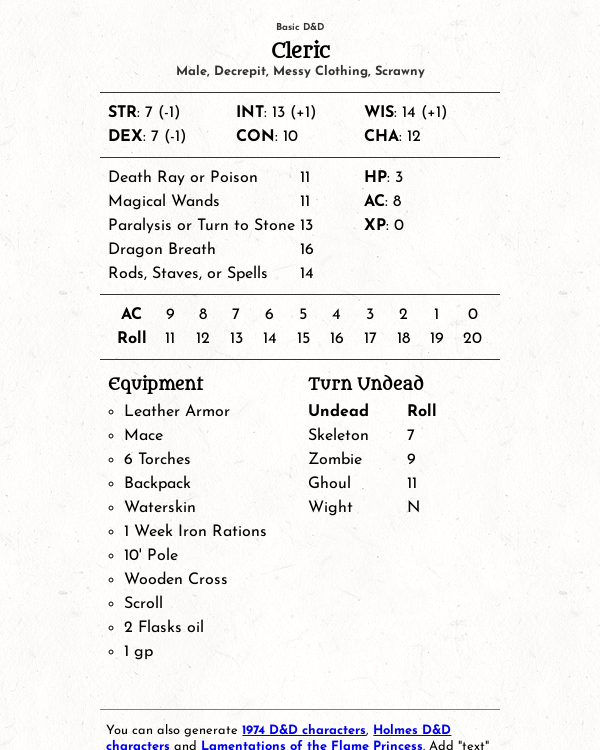 Basic D&D
Cleric
Male, Decrepit, Messy Clothing, Scrawny
STR: 7 (-1) INT: 13 (+1) WIS: 14 (+1)
DEX: 7 (-1) CON: 10 CHA: 12
Death Ray or Poison 11 HP: 3
Magical Wands 11 AC: 8
Paralysis or Turn to Stone 13 XP: 0
Dragon Breath 16
Rods, Staves, or Spells 14
AC 9 8 7 6 5 4 3 2 1 0
Roll 11 12 13 14 15 16 17 18 19 20
Equipment Turn Undead
Leather Armor Undead Roll
Mace Skeleton 7
6 Torches Zombie 9
Backpack Ghoul 11
Waterskin Wight N
1 Week Iron Rations
10' Pole
Wooden Cross
Scroll
2 Flasks oil
1 gp
You can also generate 1974 D&D characters, Holmes D&D
characters and Lamentations of the Flame Princess. Add "text"